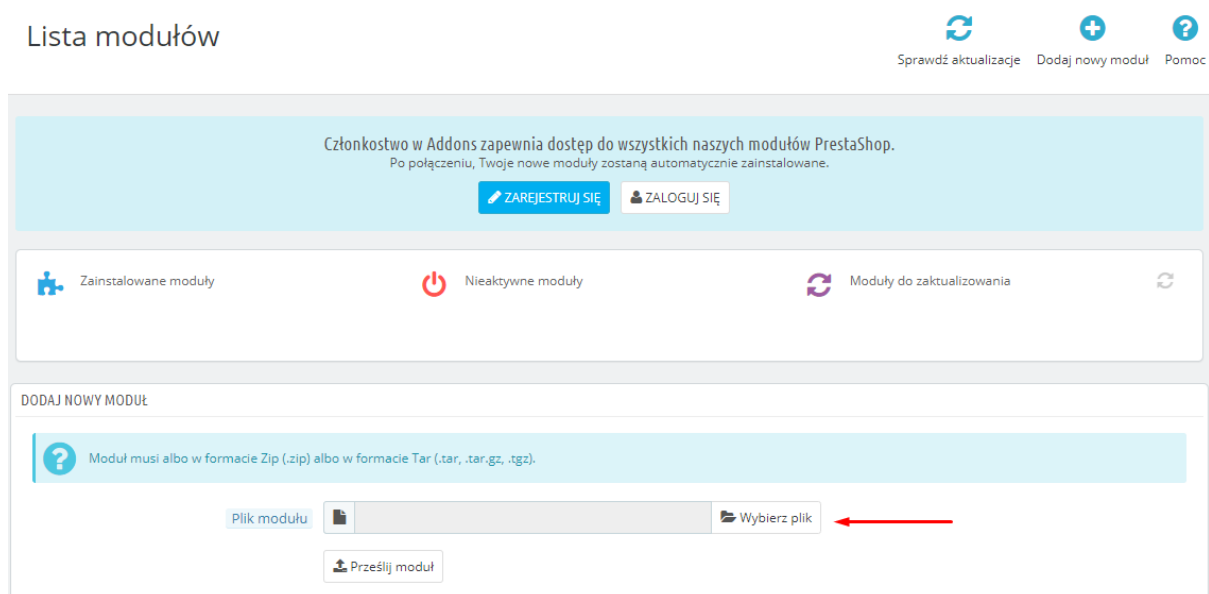 Lista modułów
Sprawdź aktualizacje
Dodaj nowy moduł
Pomoc
Członkostwo w Addons zapewnia dostęp do wszystkich naszych modułów PrestaShop.
Po połączeniu, Twoje nowe moduły zostaną automatycznie zainstalowane.
ZAREJESTRUJ SIĘ
ZALOGUJ SIĘ
Zainstalowane moduły
Nieaktywne moduły
Moduły do zaktualizowania
DODAJ NOWY MODUŁ
Moduł musi albo w formacie Zip (.zip) albo w formacie Tar (.tar, .tar.gz, .tgz).
Plik modułu
Wybierz plik
Prześlij moduł